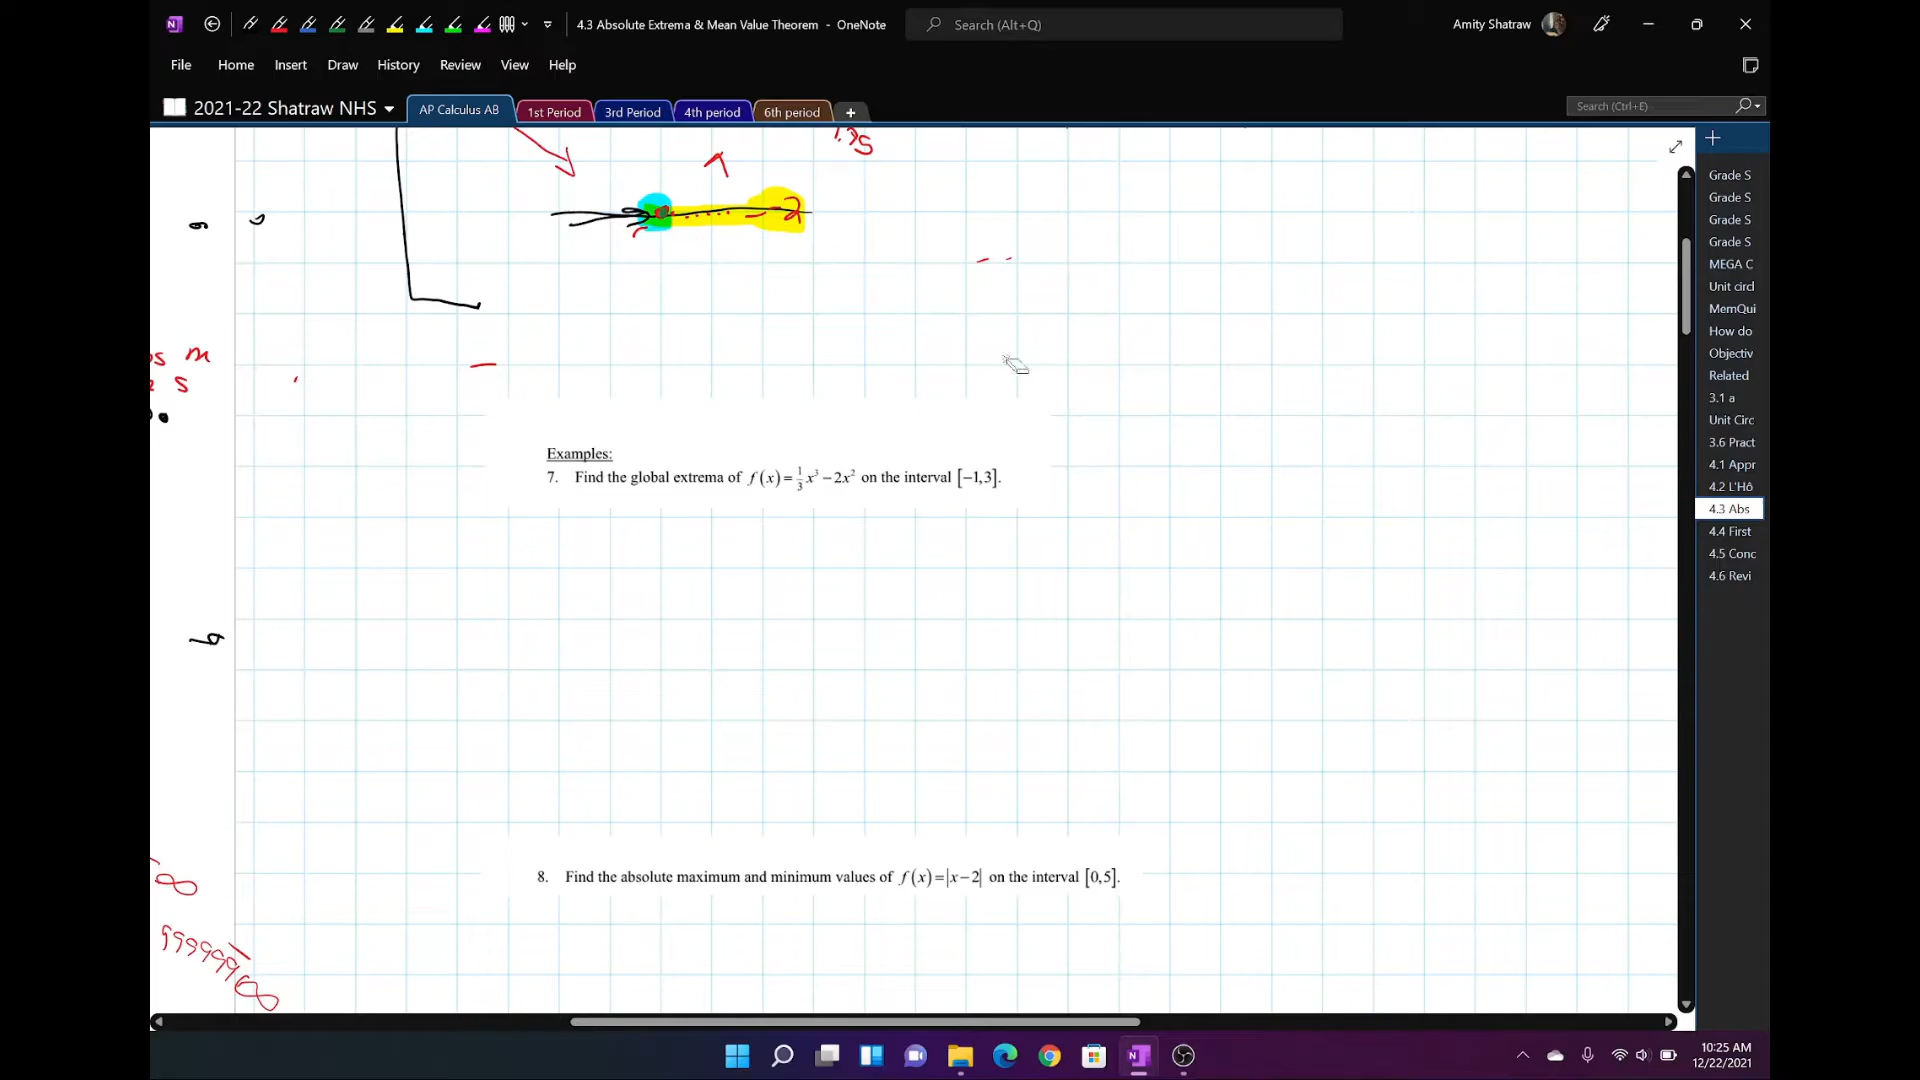 4.3 Absolute Extrema & Mean Value Theorem - OneNote
Search (Alt+Q)
Amity Shatraw
File Home Insert Draw History Review View Help
2021-22 Shatraw NHS
AP Calculus AB
1st Period
3rd Period
4th period
6th period
Search (Ctrl+E)
1.75
-2
s m
s
∞
9999999
∞
Examples:
7. Find the global extrema of f(x)=1/3x³−2x² on the interval [−1,3].
8. Find the absolute maximum and minimum values of f(x)=|x−2| on the interval [0,5].
Grade S
Grade S
Grade S
Grade S
MEGA C
Unit circl
MemQui
How do
Objectiv
Related
3.1 a
Unit Circ
3.6 Pract
4.1 Appr
4.2 L'Hô
4.3 Abs
4.4 First
4.5 Conc
4.6 Revi
10:25 AM
12/22/2021